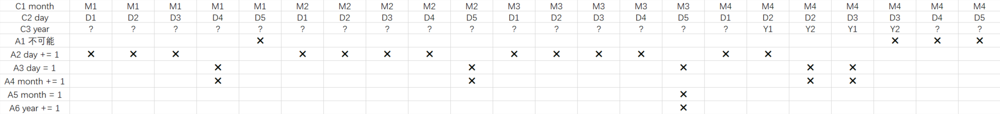 C1 month M1 M1 M1 M1 M1 M2 M2 M2 M2 M2 M3 M3 M3 M3 M3 M4 M4 M4 M4 M4 M4 M4
C2 day D1 D2 D3 D4 D5 D1 D2 D3 D4 D5 D1 D2 D3 D4 D5 D1 D2 D2 D3 D3 D4 D5
C3 year ? ? ? ? ? ? ? ? ? ? ? ? ? ? ? ? Y1 Y2 Y1 Y2 ? ?
A1 不可能 × × × ×
A2 day += 1 × × × × × × × × × × × × ×
A3 day = 1 × × × × ×
A4 month += 1 × × × ×
A5 month = 1 ×
A6 year += 1 ×